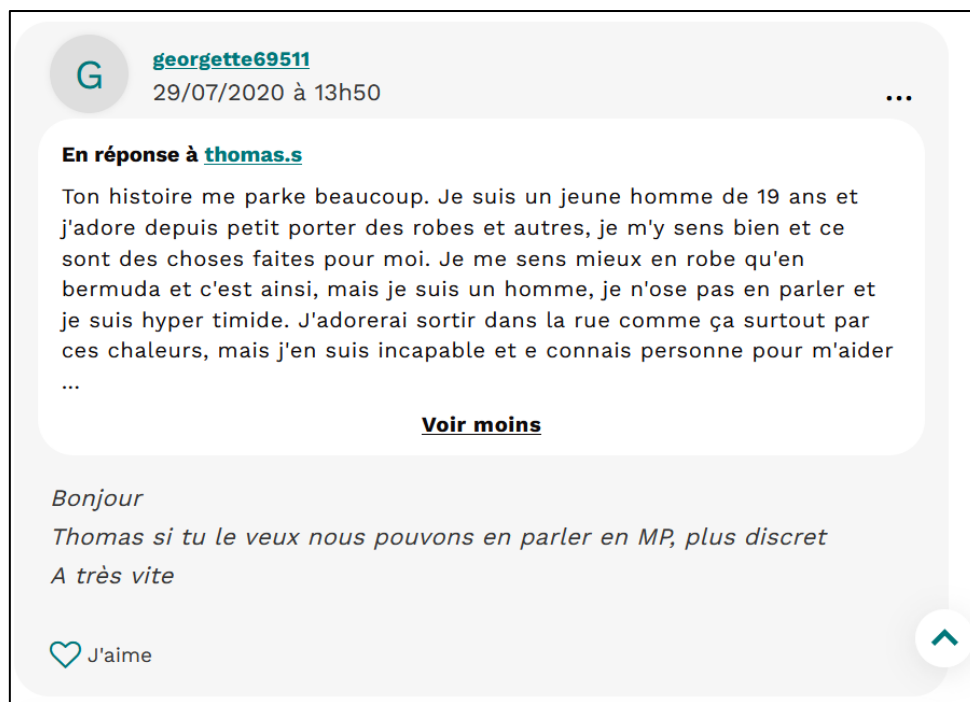 G
georgette69511
29/07/2020 à 13h50
...
En réponse à thomas.s
Ton histoire me parke beaucoup. Je suis un jeune homme de 19 ans et
j'adore depuis petit porter des robes et autres, je m'y sens bien et ce
sont des choses faites pour moi. Je me sens mieux en robe qu'en
bermuda et c'est ainsi, mais je suis un homme, je n'ose pas en parler et
je suis hyper timide. J'adorerai sortir dans la rue comme ça surtout par
ces chaleurs, mais j'en suis incapable et e connais personne pour m'aider
...
Voir moins
Bonjour
Thomas si tu le veux nous pouvons en parler en MP, plus discret
A très vite
J'aime